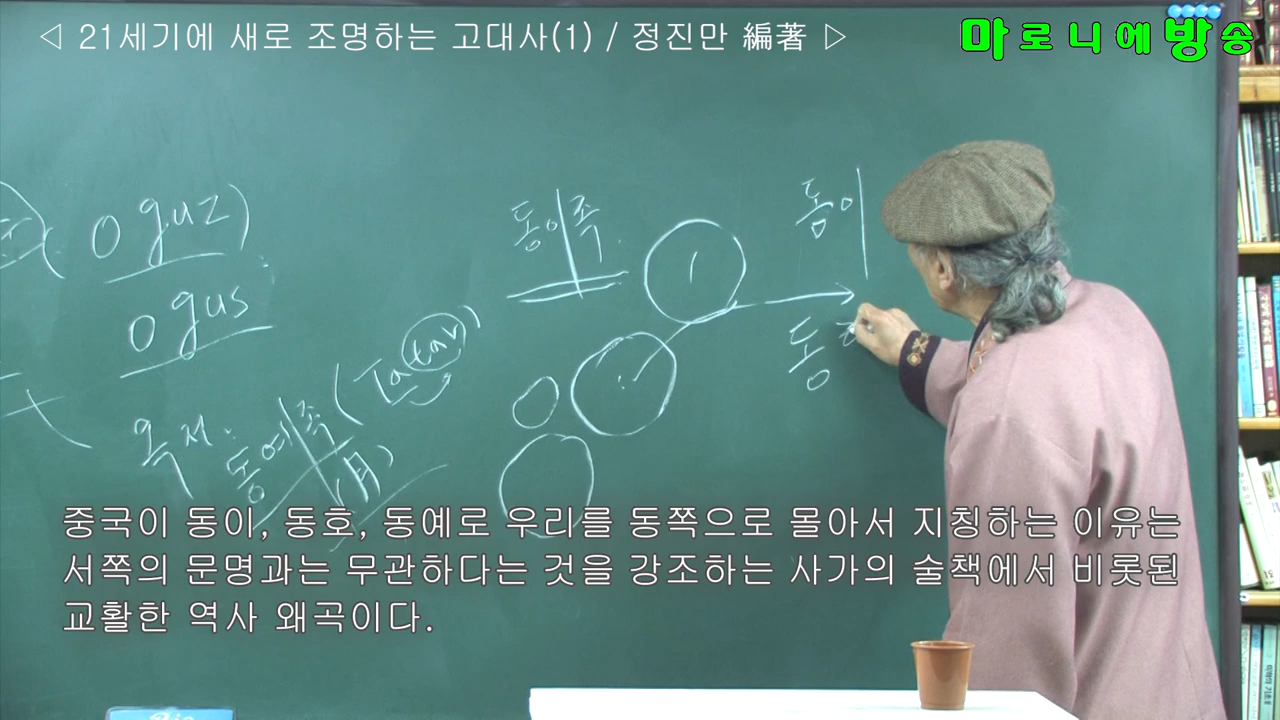 ◁ 21세기에 새로 조명하는 고대사(1) / 정진만 編著 ▷
마로니에방송
(Oguz)
Ogus
옥저
동예족
(Tatar)
(月)
동이족
동이
동
중국이 동이, 동호, 동예로 우리를 동쪽으로 몰아서 지칭하는 이유는
서쪽의 문명과는 무관하다는 것을 강조하는 사가의 술책에서 비롯된
교활한 역사 왜곡이다.